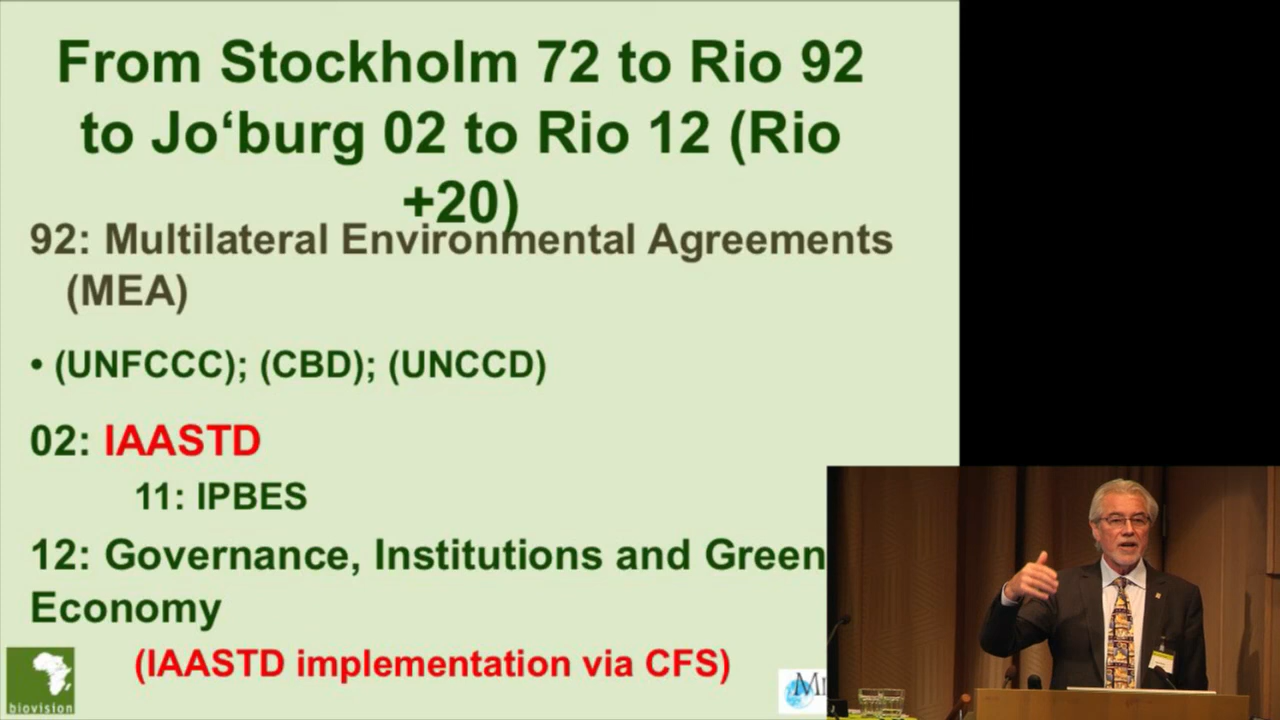 From Stockholm 72 to Rio 92
to Jo‘burg 02 to Rio 12 (Rio
+20)
92: Multilateral Environmental Agreements
(MEA)
• (UNFCCC); (CBD); (UNCCD)
02: IAASTD
11: IPBES
12: Governance, Institutions and Green
Economy
(IAASTD implementation via CFS)
biovision